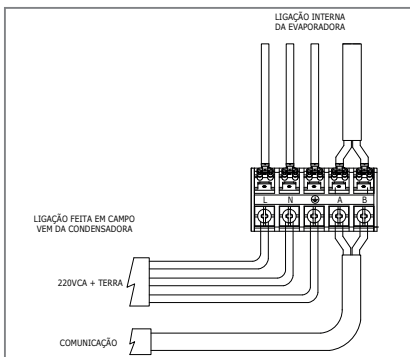 LIGAÇÃO INTERNA
DA EVAPORADORA
L N A B
LIGAÇÃO FEITA EM CAMPO
VEM DA CONDENSADORA
220VCA + TERRA
COMUNICAÇÃO